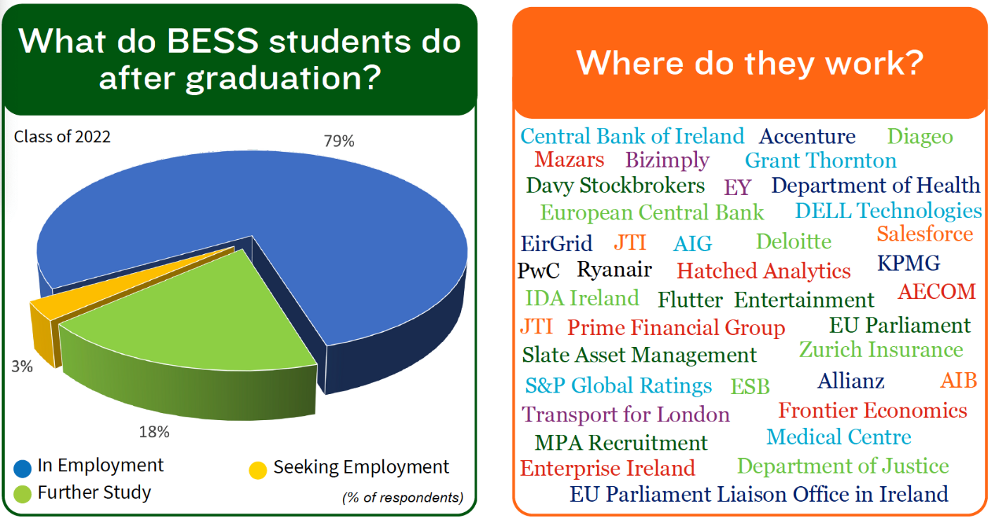 What do BESS students do
after graduation?
Class of 2022
79%
3%
18%
In Employment
Seeking Employment
Further Study
(% of respondents)
Where do they work?
Central Bank of Ireland Accenture Diageo
Mazars Bizimply Grant Thornton
Davy Stockbrokers EY Department of Health
European Central Bank DELL Technologies
EirGrid JTI AIG Deloitte Salesforce
PwC Ryanair Hatched Analytics KPMG
IDA Ireland Flutter Entertainment AECOM
JTI Prime Financial Group EU Parliament
Slate Asset Management Zurich Insurance
S&P Global Ratings ESB Allianz AIB
Transport for London Frontier Economics
MPA Recruitment Medical Centre
Enterprise Ireland Department of Justice
EU Parliament Liaison Office in Ireland